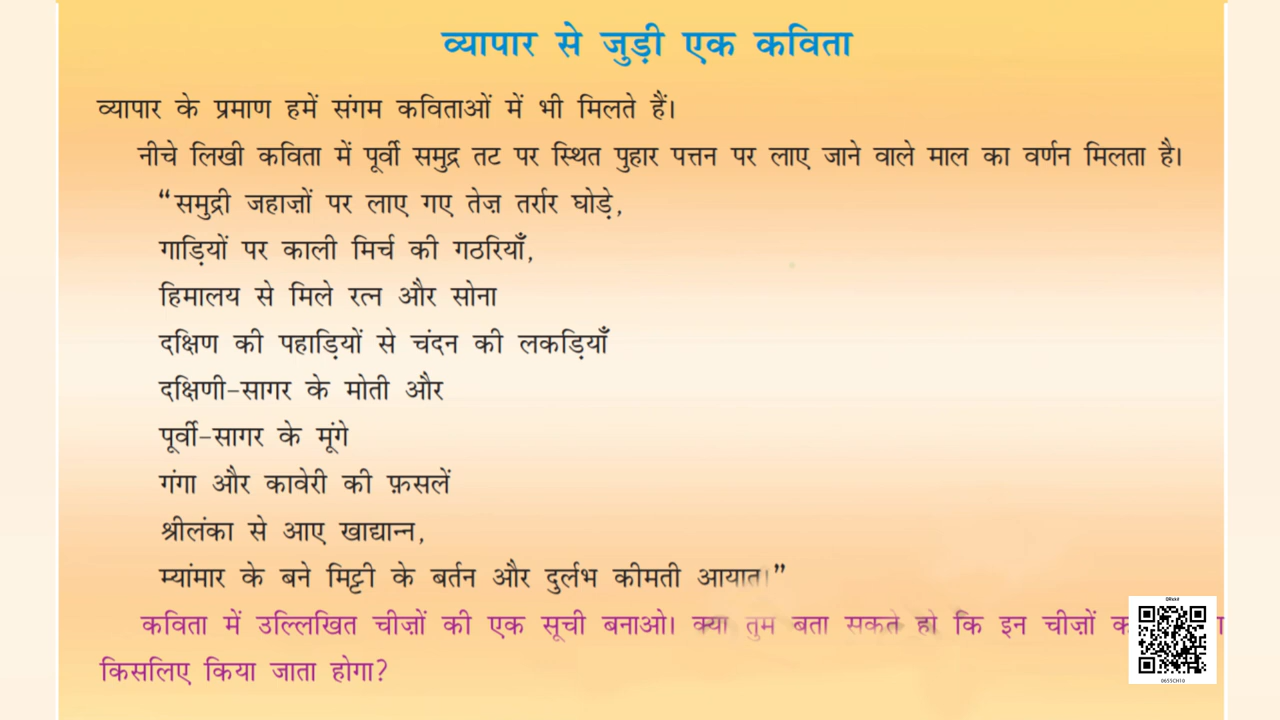 व्यापार से जुड़ी एक कविता
व्यापार के प्रमाण हमें संगम कविताओं में भी मिलते हैं।
नीचे लिखी कविता में पूर्वी समुद्र तट पर स्थित पुहार पत्तन पर लाए जाने वाले माल का वर्णन मिलता है।
“समुद्री जहाज़ों पर लाए गए तेज़ तर्रार घोड़े,
गाड़ियों पर काली मिर्च की गठरियाँ,
हिमालय से मिले रत्न और सोना
दक्षिण की पहाड़ियों से चंदन की लकड़ियाँ
दक्षिणी-सागर के मोती और
पूर्वी-सागर के मूंगे
गंगा और कावेरी की फ़सलें
श्रीलंका से आए खाद्यान्न,
म्यांमार के बने मिट्टी के बर्तन और दुर्लभ कीमती आयात।”
कविता में उल्लिखित चीज़ों की एक सूची बनाओ। क्या तुम बता सकते हो कि इन चीज़ों
किसलिए किया जाता होगा?
0655CH10